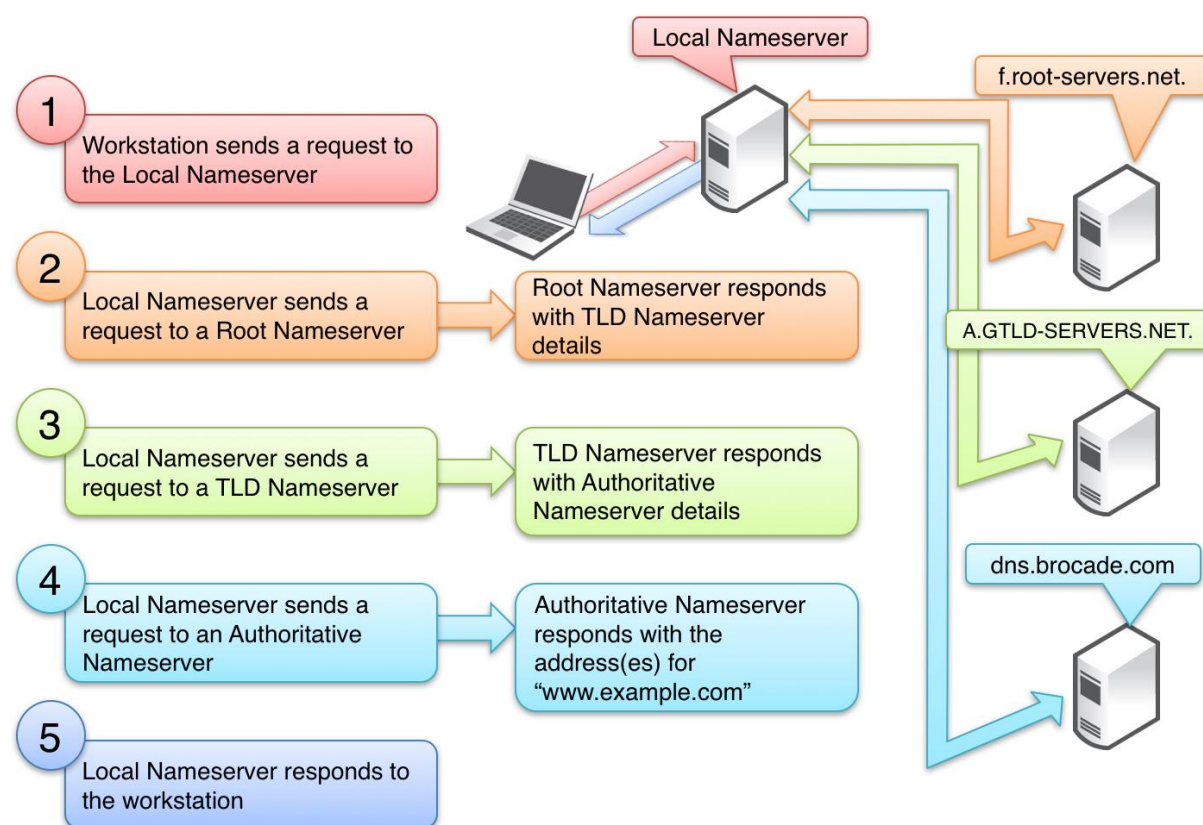 Local Nameserver
f.root-servers.net.
1
Workstation sends a request to
the Local Nameserver
2
Local Nameserver sends a
request to a Root Nameserver
Root Nameserver responds
with TLD Nameserver
details
A.GTLD-SERVERS.NET.
3
Local Nameserver sends a
request to a TLD Nameserver
TLD Nameserver responds
with Authoritative
Nameserver details
dns.brocade.com
4
Local Nameserver sends a
request to an Authoritative
Nameserver
Authoritative Nameserver
responds with the
address(es) for
“www.example.com”
5
Local Nameserver responds to
the workstation